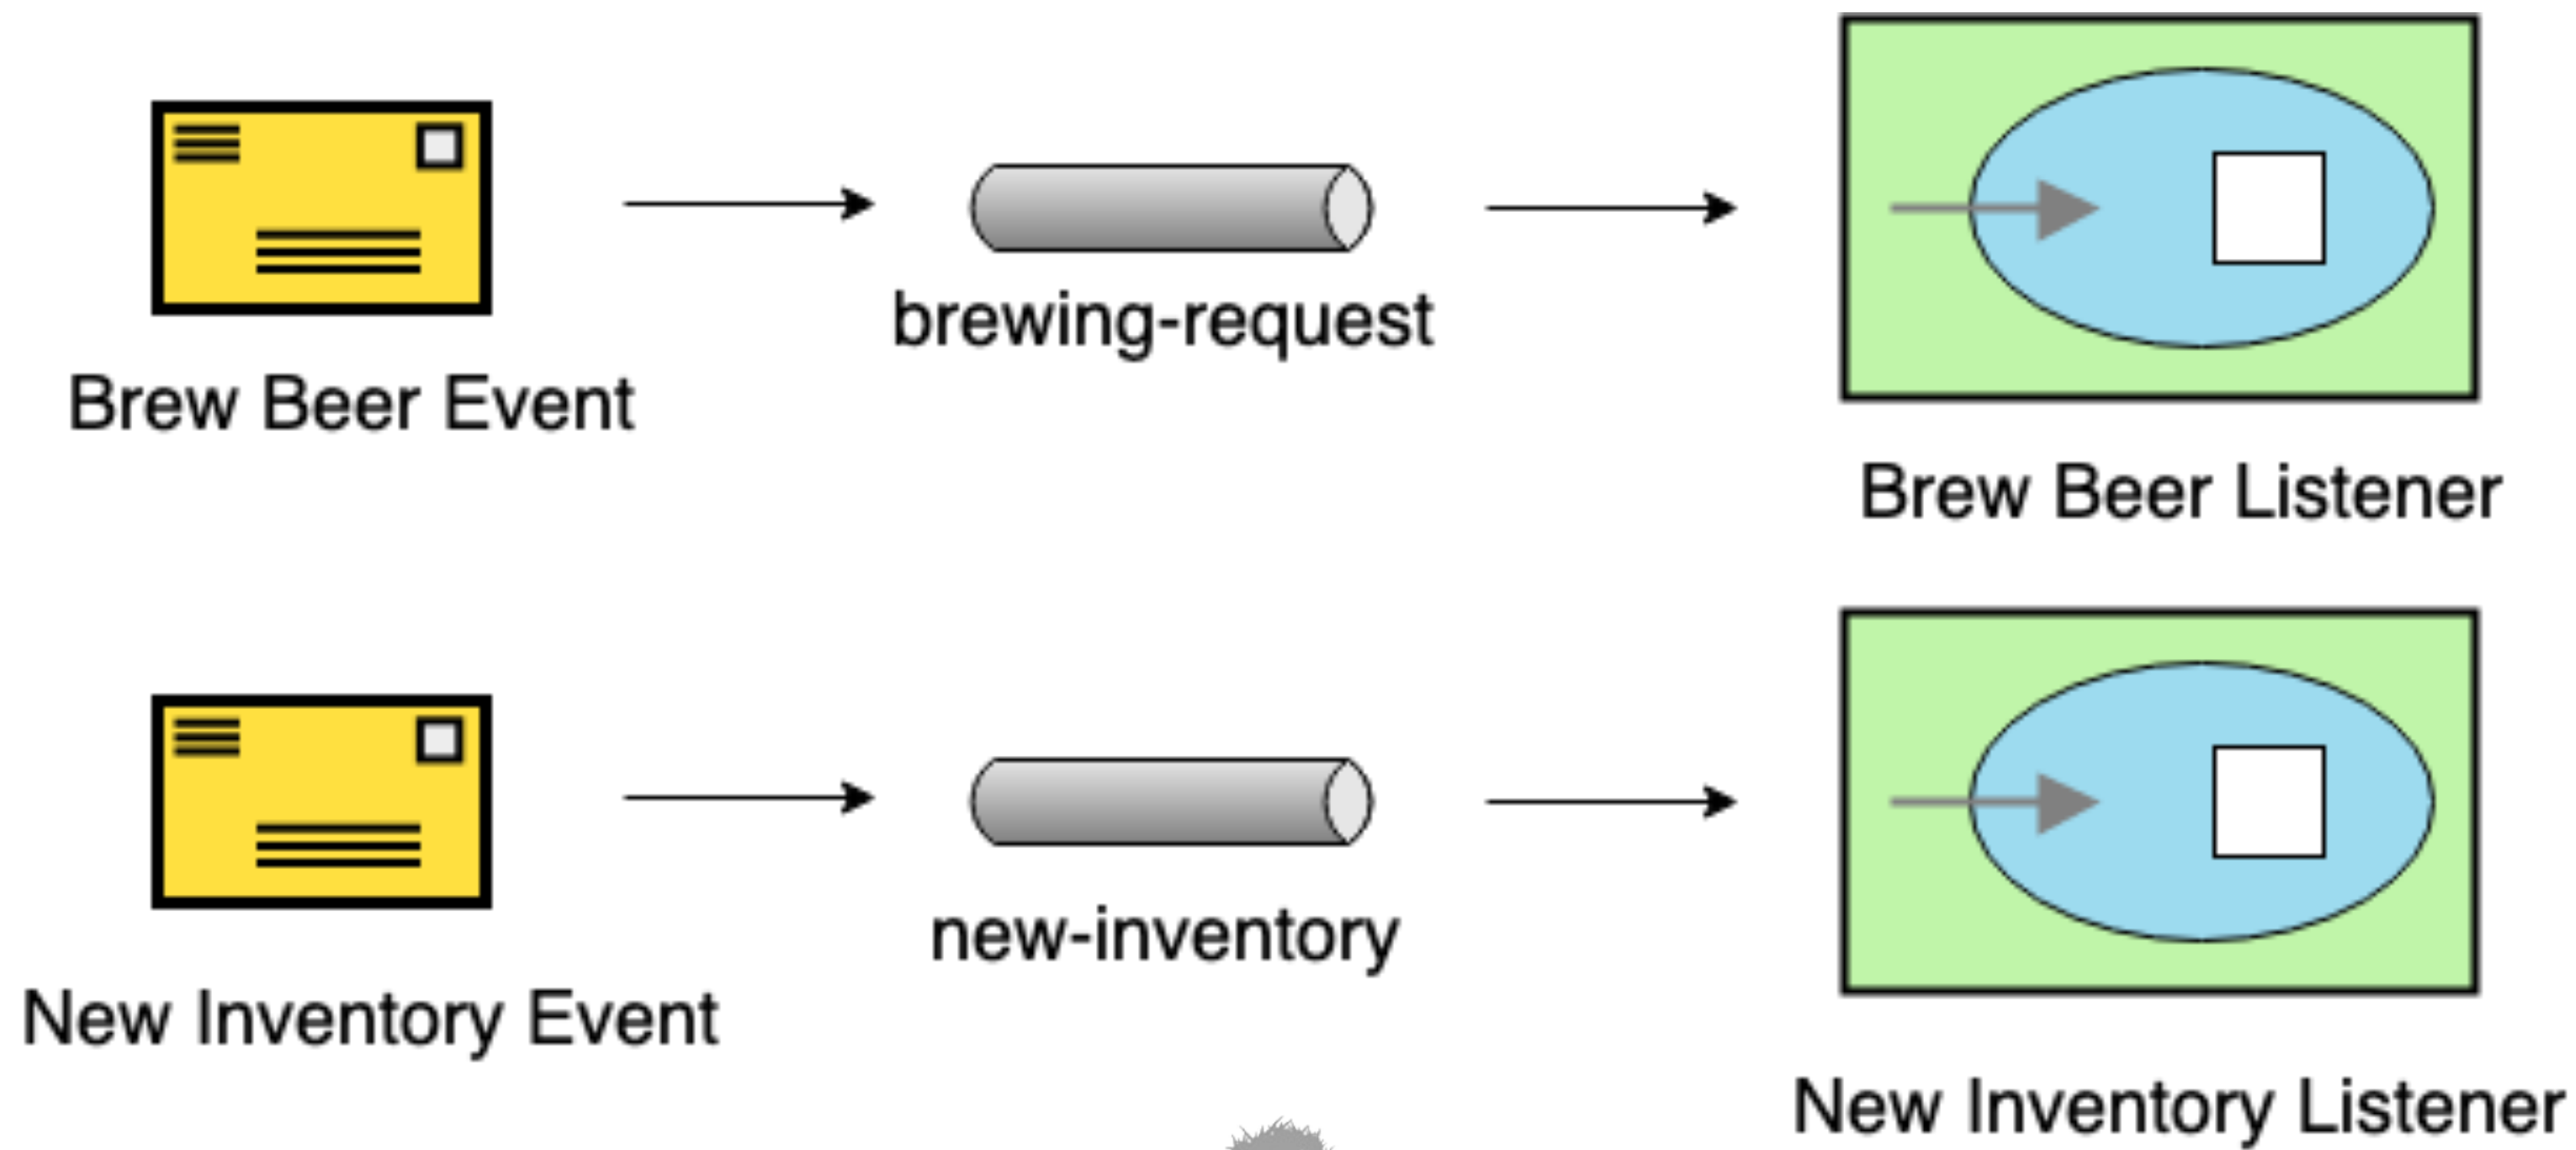 brewing-request
Brew Beer Event
Brew Beer Listener
new-inventory
New Inventory Event
New Inventory Listener